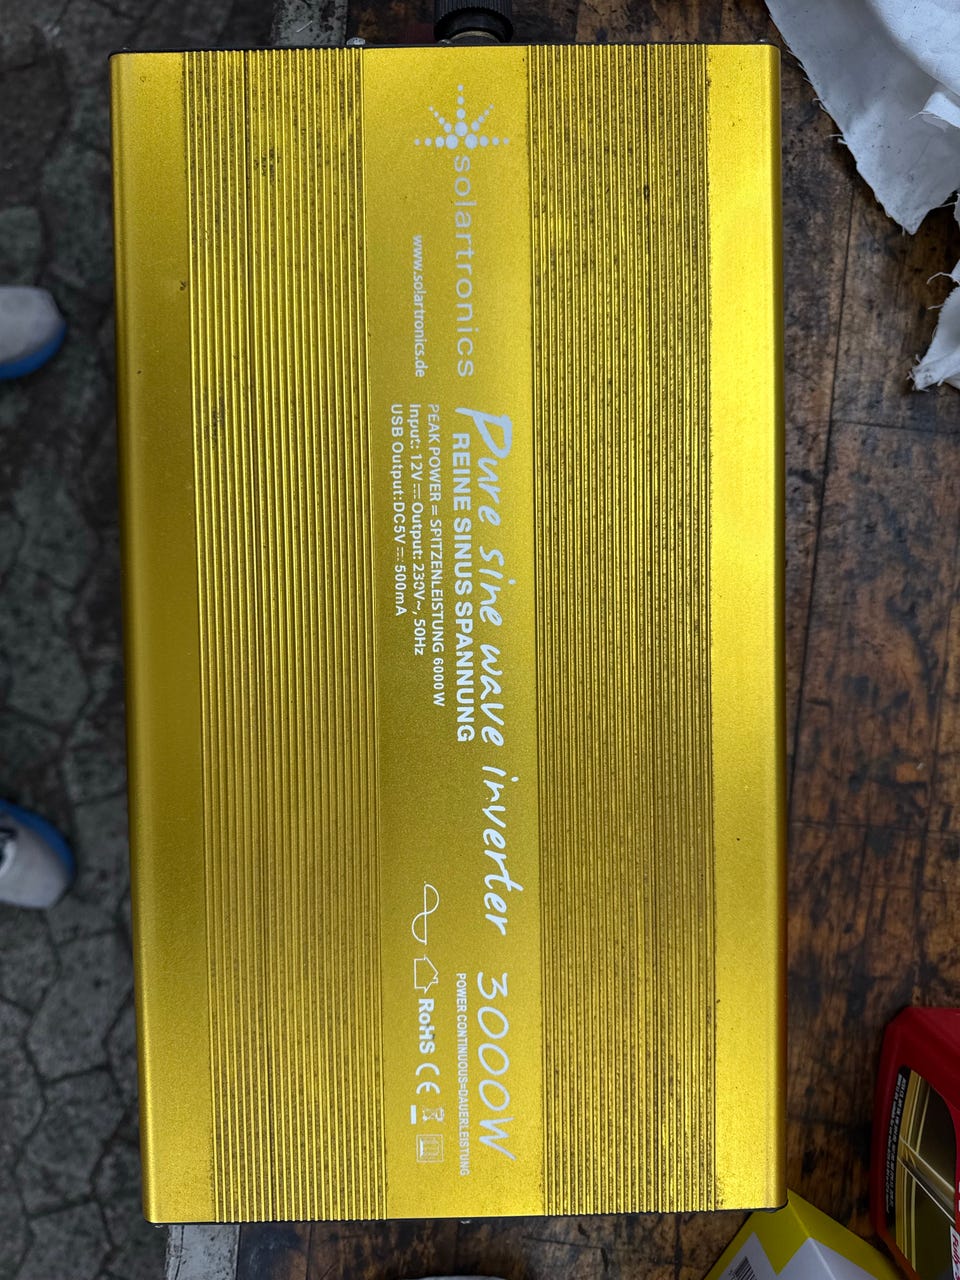 solartronics
www.solartronics.de
Pure sine wave inverter 3000W
REINE SINUS SPANNUNG
POWER CONTINUOUS=DAUERLEISTUNG
PEAK POWER = SPITZENLEISTUNG 6000W
Input: 12V Output: 230V~, 50Hz
USB Output:DC5V 500mA
RoHS CE